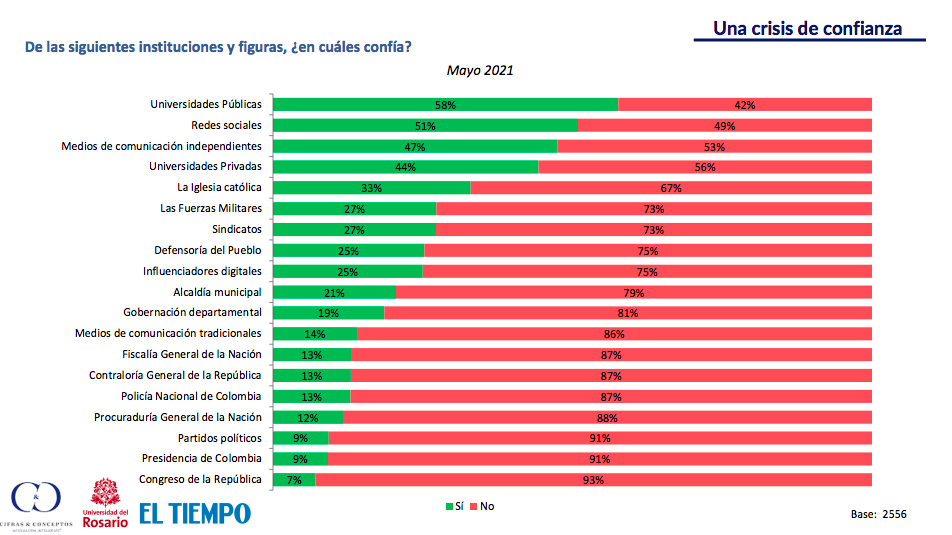 Una crisis de confianza
De las siguientes instituciones y figuras, ¿en cuáles confía?
Mayo 2021
Universidades Públicas 58% 42%
Redes sociales 51% 49%
Medios de comunicación independientes 47% 53%
Universidades Privadas 44% 56%
La Iglesia católica 33% 67%
Las Fuerzas Militares 27% 73%
Sindicatos 27% 73%
Defensoría del Pueblo 25% 75%
Influenciadores digitales 25% 75%
Alcaldía municipal 21% 79%
Gobernación departamental 19% 81%
Medios de comunicación tradicionales 14% 86%
Fiscalía General de la Nación 13% 87%
Contraloría General de la República 13% 87%
Policía Nacional de Colombia 13% 87%
Procuraduría General de la Nación 12% 88%
Partidos políticos 9% 91%
Presidencia de Colombia 9% 91%
Congreso de la República 7% 93%
Sí No
C&C
CIFRAS & CONCEPTOS
Universidad del
Rosario
EL TIEMPO
Base: 2556